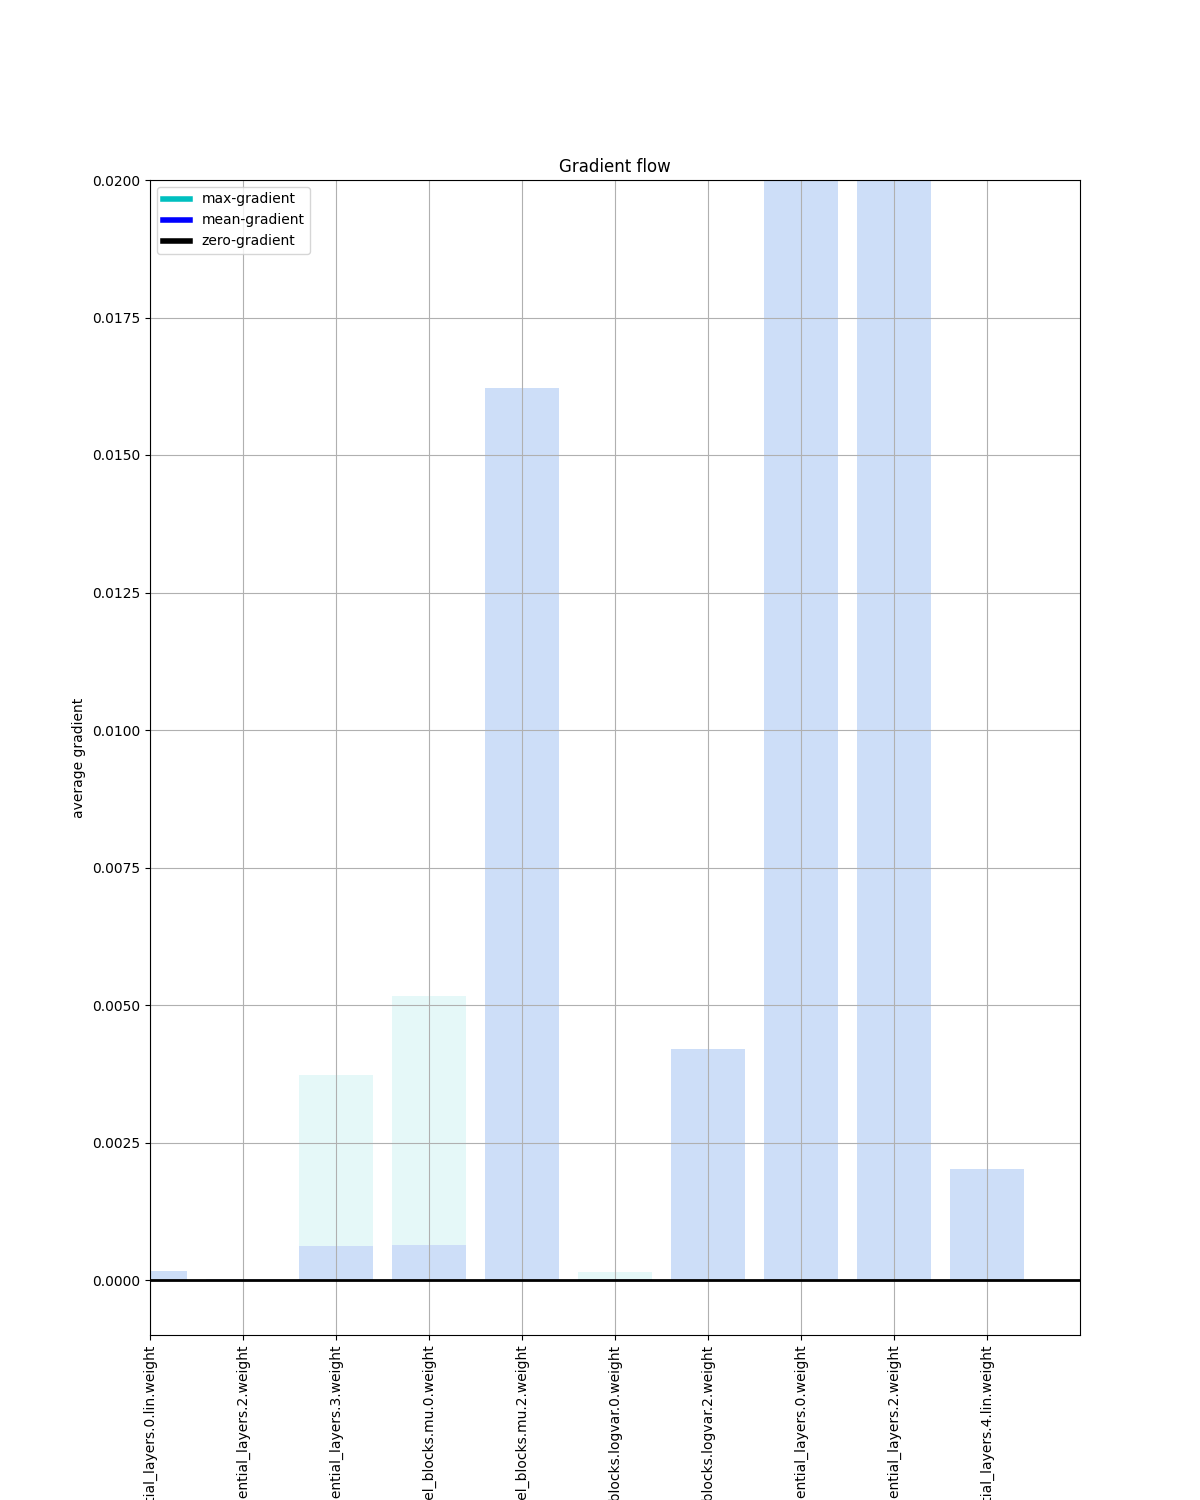 Gradient flow
max-gradient
mean-gradient
zero-gradient
0.0200
0.0175
0.0150
0.0125
0.0100
0.0075
0.0050
0.0025
0.0000
average gradient
tial_layers.0.lin.weight
ential_layers.2.weight
ential_layers.3.weight
el_blocks.mu.0.weight
el_blocks.mu.2.weight
blocks.logvar.0.weight
blocks.logvar.2.weight
ential_layers.0.weight
ential_layers.2.weight
tial_layers.4.lin.weight